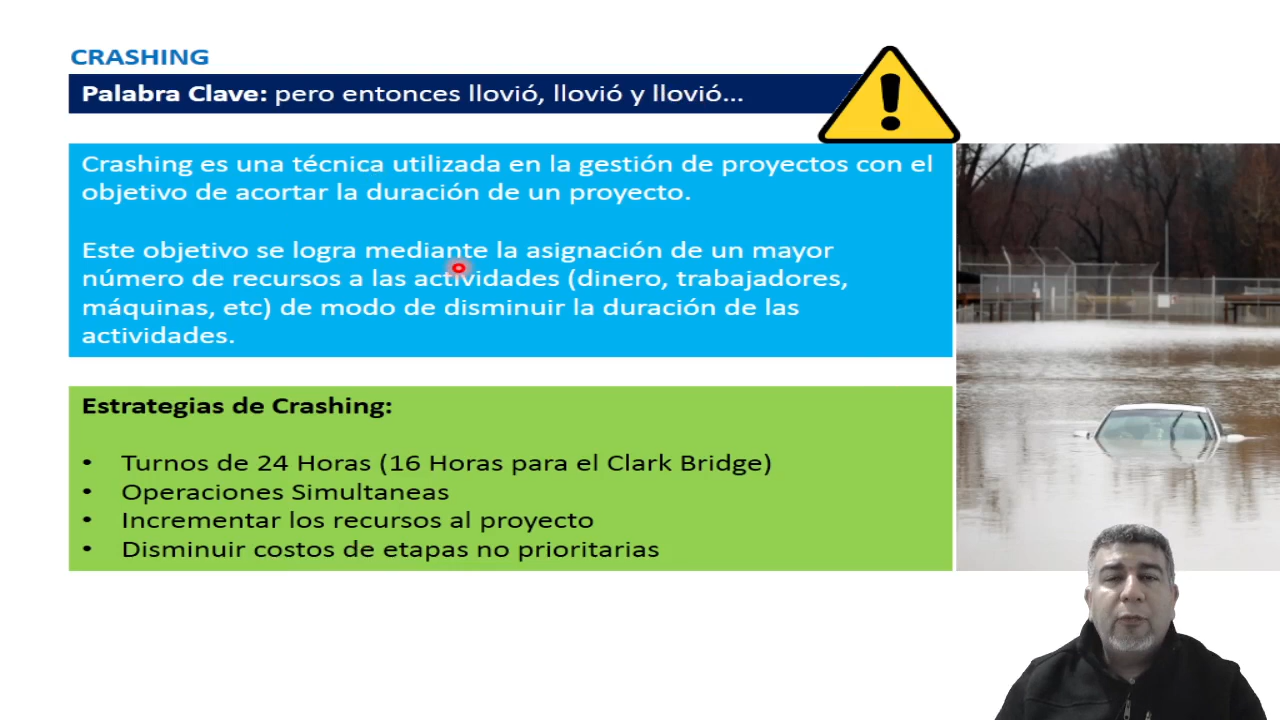 CRASHING
Palabra Clave: pero entonces llovió, llovió y llovió...
Crashing es una técnica utilizada en la gestión de proyectos con el
objetivo de acortar la duración de un proyecto.
Este objetivo se logra mediante la asignación de un mayor
número de recursos a las actividades (dinero, trabajadores,
máquinas, etc) de modo de disminuir la duración de las
actividades.
Estrategias de Crashing:
• Turnos de 24 Horas (16 Horas para el Clark Bridge)
• Operaciones Simultaneas
• Incrementar los recursos al proyecto
• Disminuir costos de etapas no prioritarias